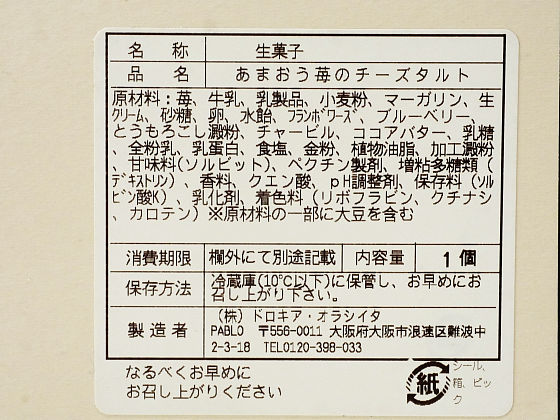 名称 生菓子
品名 あまおう苺のチーズタルト
原材料：苺、牛乳、乳製品、小麦粉、マーガリン、生
クリーム、砂糖、卵、水飴、フランボワーズ、ブルーベリー、
とうもろこし澱粉、チャービル、ココアバター、乳糖
、全粉乳、乳蛋白、食塩、金粉、植物油脂、加工澱粉
、甘味料(ソルビット)、ペクチン製剤、増粘多糖類（
デキストリン）、香料、クエン酸、ｐH調整剤、保存料（ソル
ビン酸K）、乳化剤、着色料（リボフラビン、クチナシ
、カロテン）※原材料の一部に大豆を含む
消費期限 欄外にて別途記載 内容量 1個
保存方法 冷蔵庫(10℃以下)に保管し、お早めにお
召し上がり下さい。
製造者 （株）ドロキア・オラシイタ
PABLO 〒556-0011 大阪府大阪市浪速区難波中
2-3-18 TEL0120-398-033
なるべくお早めに
お召し上がりください
紙
シール、
箱、ピッ
ク